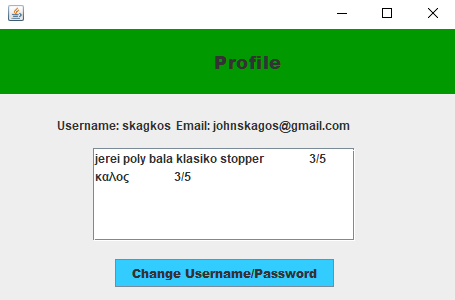 Profile
Username: skagkos Email: johnskagos@gmail.com
jerei poly bala klasiko stopper 3/5
καλος 3/5
Change Username/Password